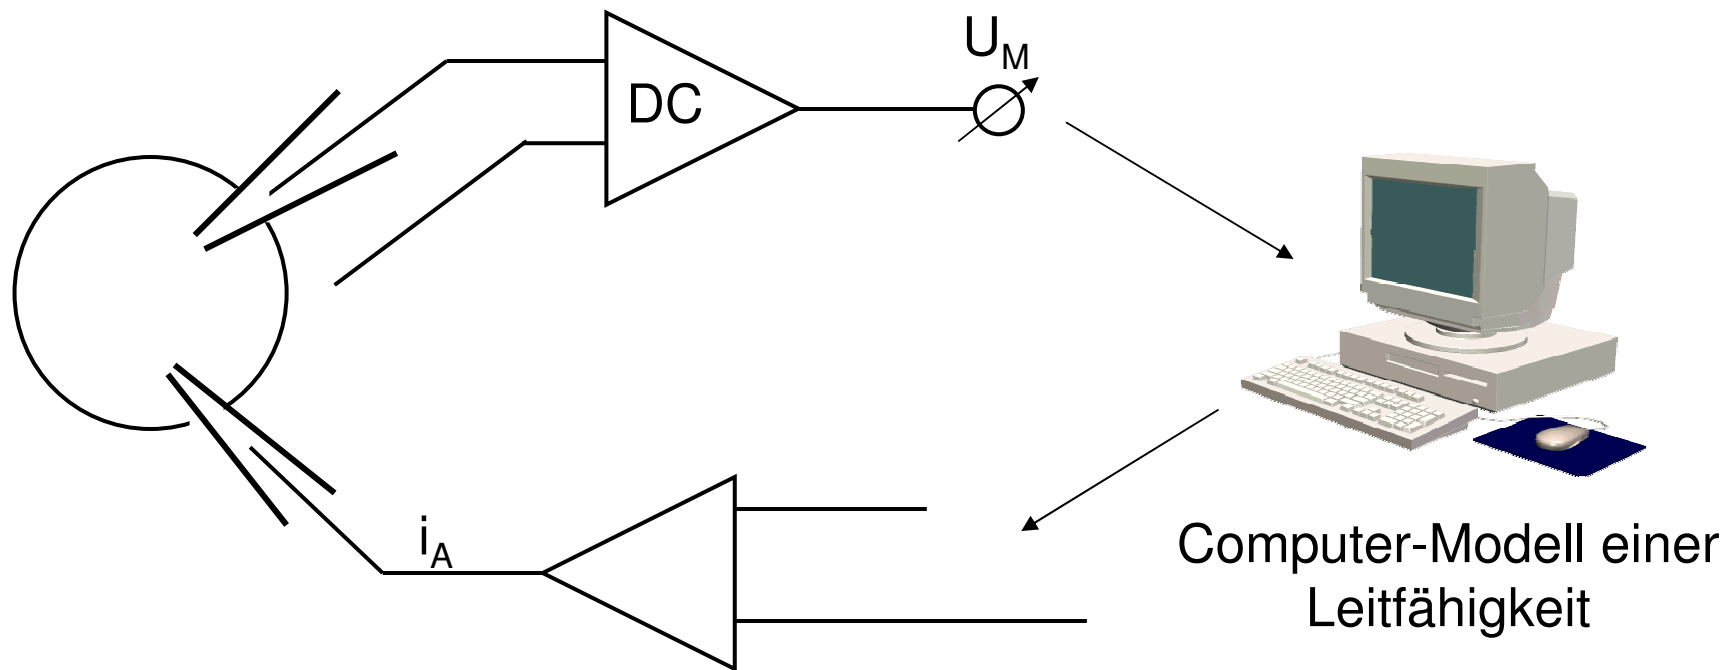 U_M
DC
i_A
Computer-Modell einer
Leitfähigkeit